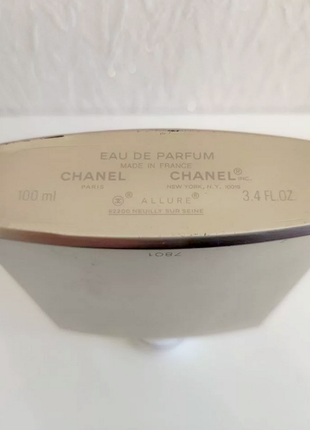 EAU DE PARFUM
MADE IN FRANCE
CHANEL CHANEL® INC.
PARIS NEW YORK, N.Y. 10019
100 ml ® ALLURE® 3.4 FL.OZ.
92200 NEUILLY SUR SEINE
7801